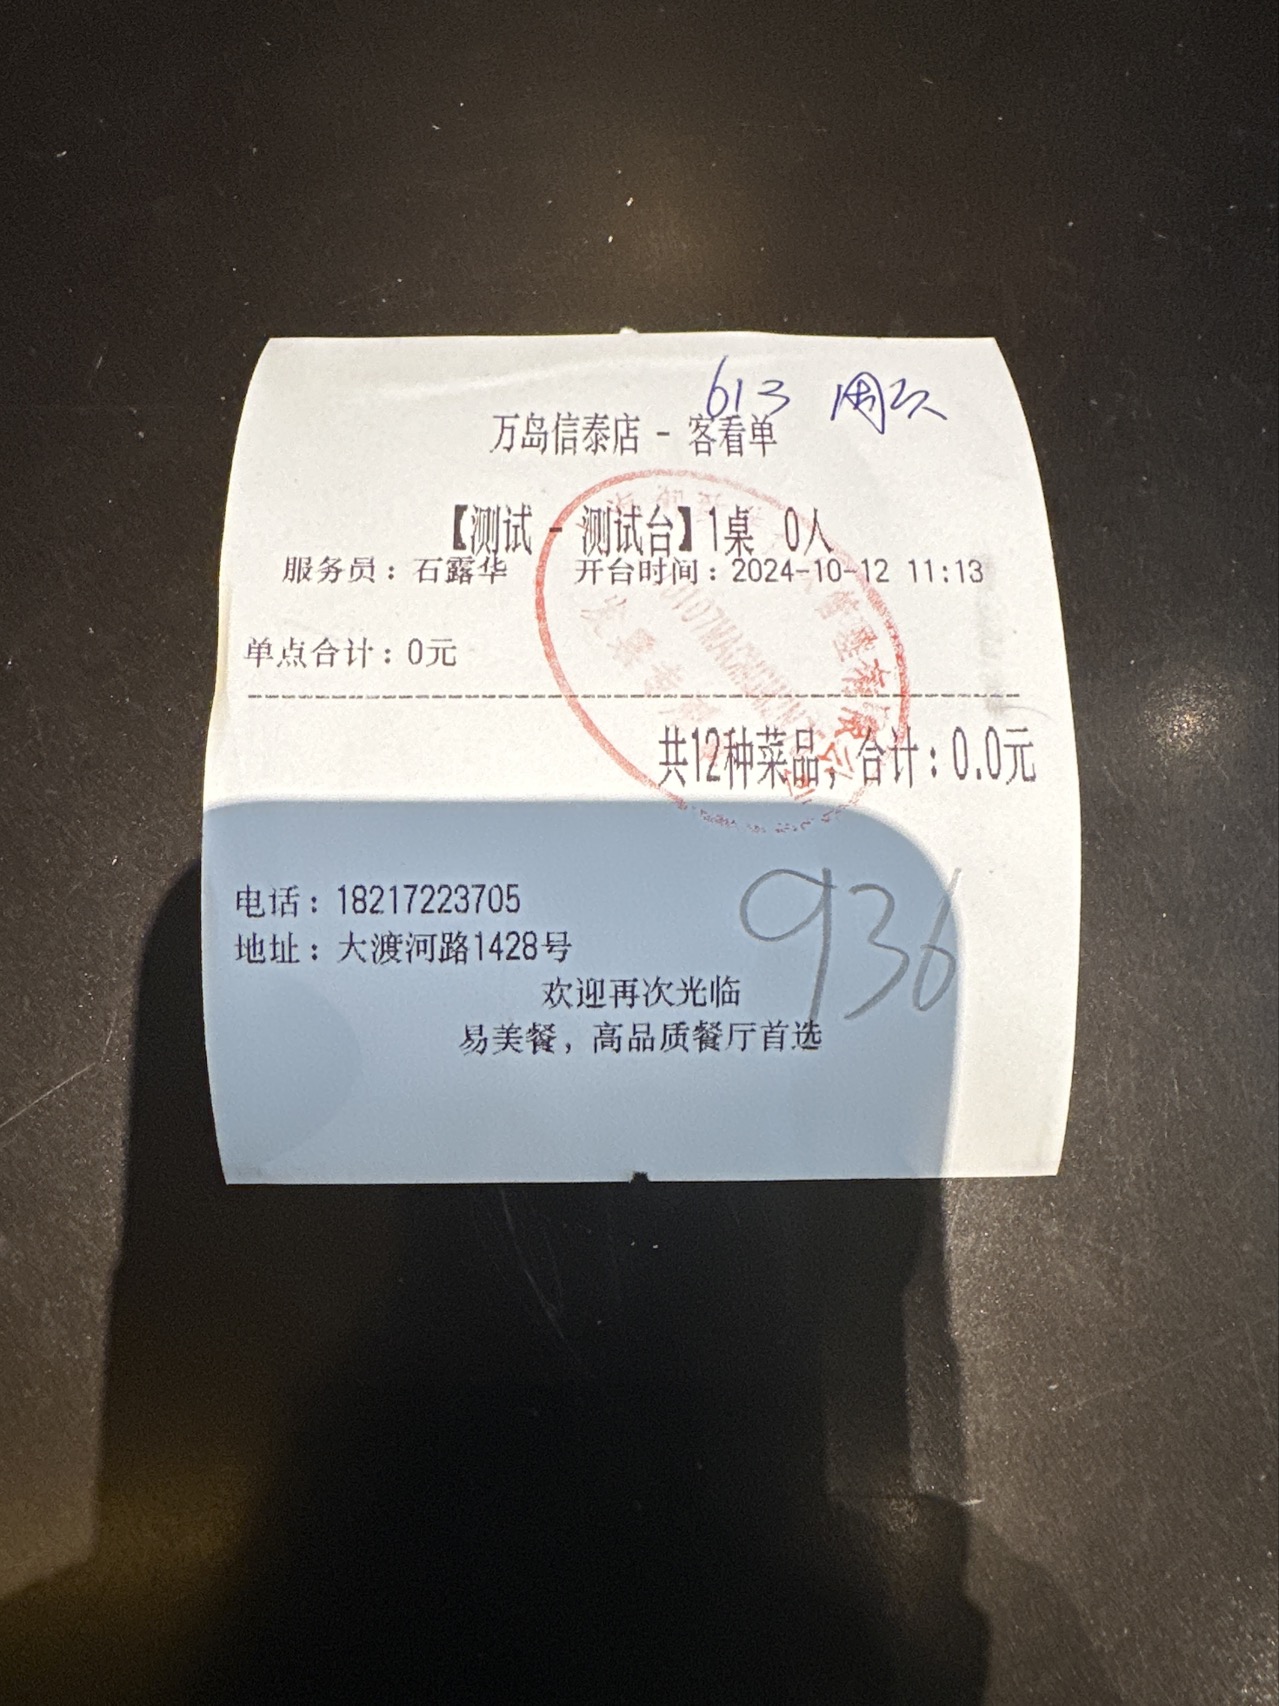 613
万岛信泰店 - 客看单
【测试 - 测试台】1桌 0人
服务员：石露华 开台时间：2024-10-12 11:13
单点合计：0元
共12种菜品，合计：0.0元
936
电话：18217223705
地址：大渡河路1428号
欢迎再次光临
易美餐，高品质餐厅首选